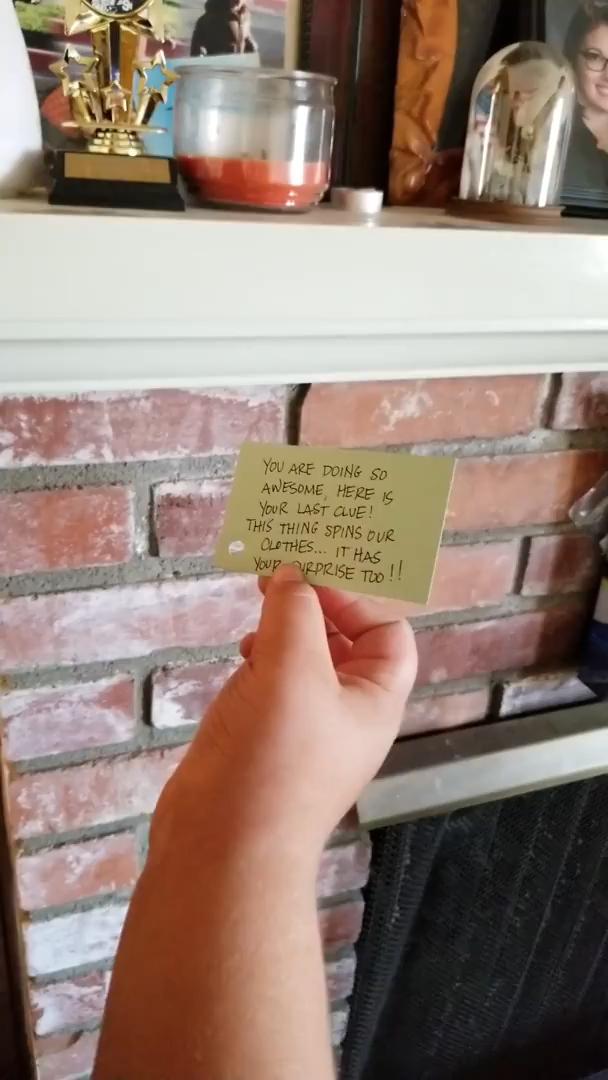 YOU ARE DOING SO
AWESOME, HERE IS
YOUR LAST CLUE!
THIS THING SPINS OUR
CLOTHES... IT HAS
YOUR SURPRISE TOO!!